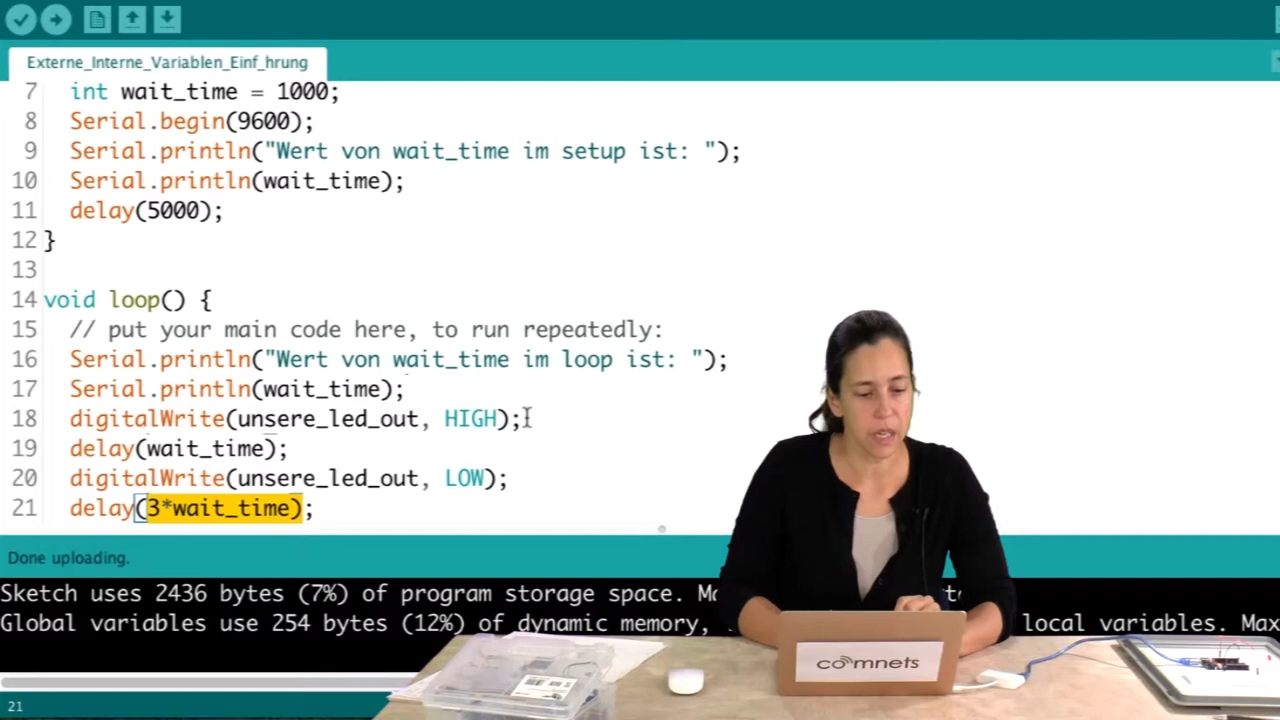 Externe_Interne_Variablen_Einf_hrung
7 int wait_time = 1000;
8 Serial.begin(9600);
9 Serial.println("Wert von wait_time im setup ist: ");
10 Serial.println(wait_time);
11 delay(5000);
12 }
13
14 void loop() {
15 // put your main code here, to run repeatedly:
16 Serial.println("Wert von wait_time im loop ist: ");
17 Serial.println(wait_time);
18 digitalWrite(unsere_led_out, HIGH);
19 delay(wait_time);
20 digitalWrite(unsere_led_out, LOW);
21 delay(3*wait_time);
Done uploading.
Sketch uses 2436 bytes (7%) of program storage space.
Global variables use 254 bytes (12%) of dynamic memory, local variables. Max
comnets
21